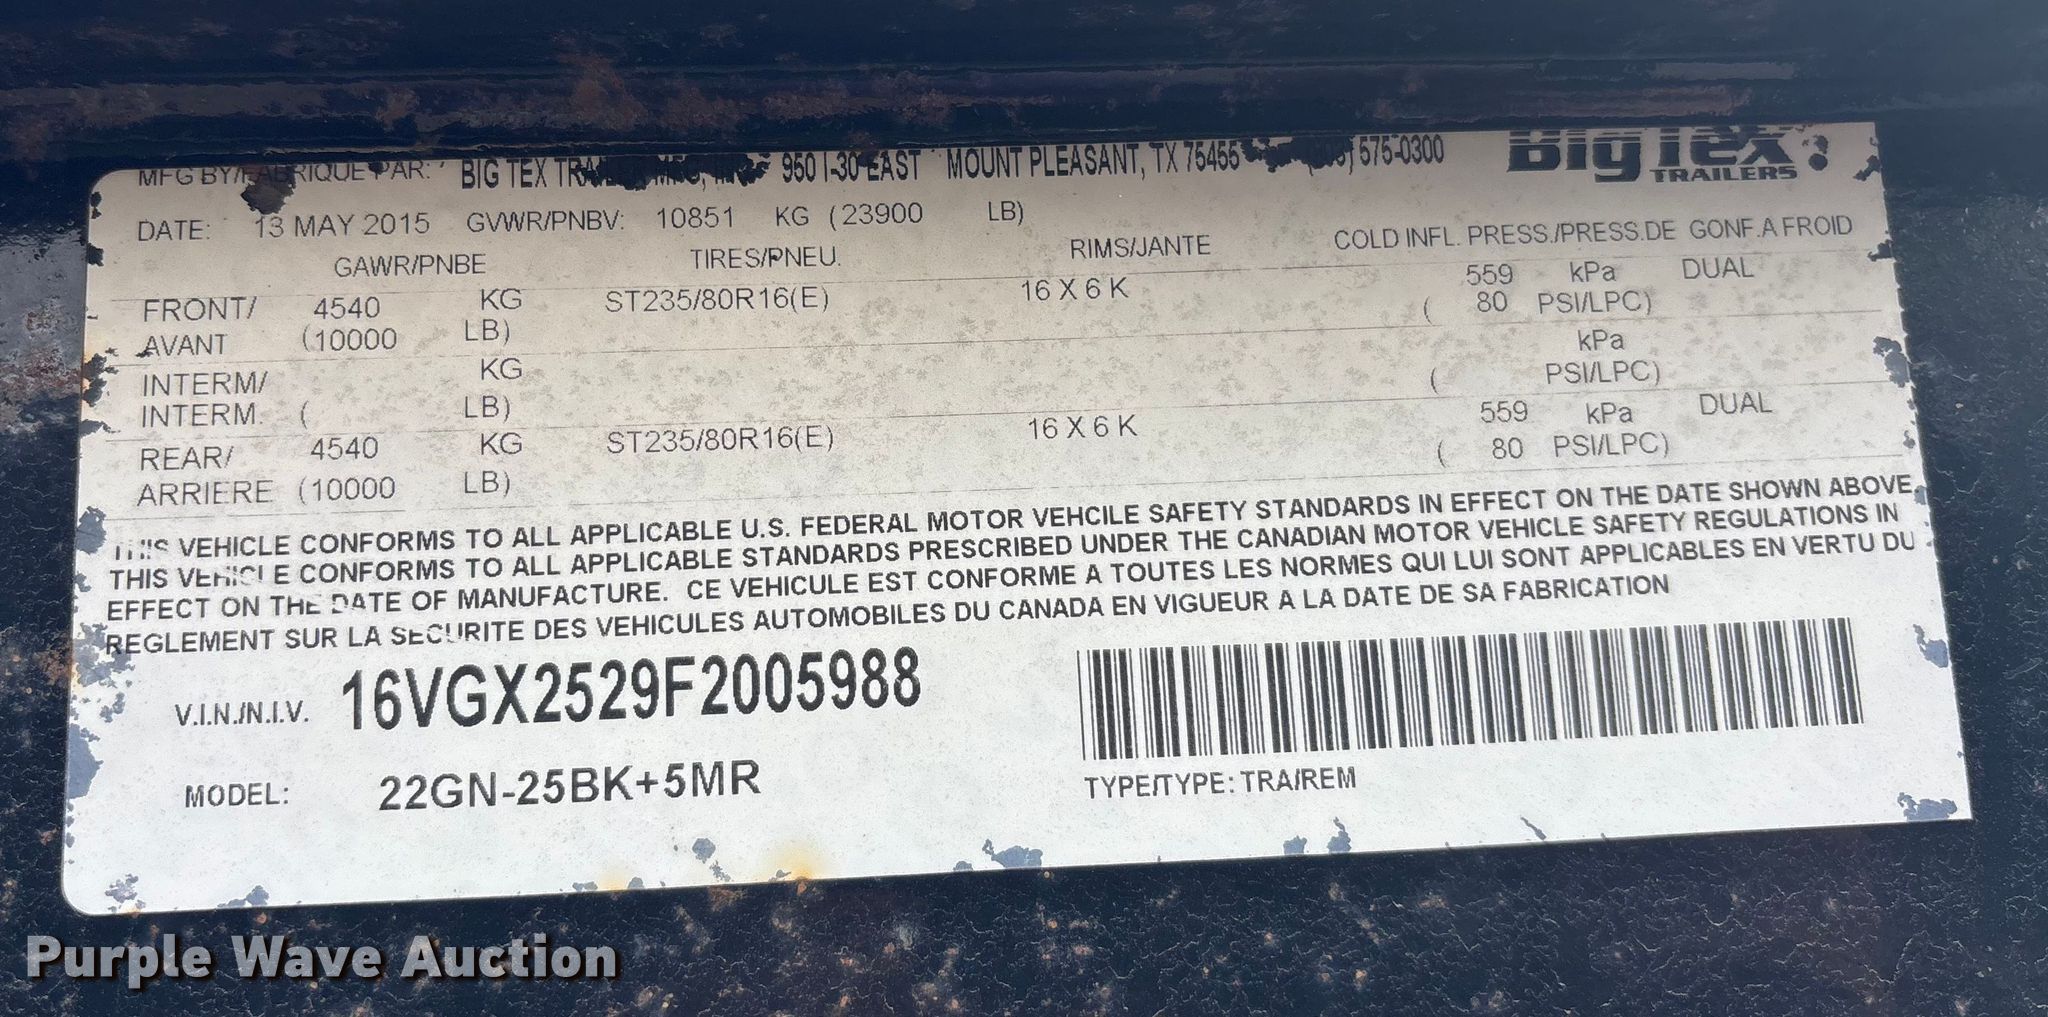 MFG BY/FABRIQUE PAR: BIG TEX TRAILER MFG, 950 I-30 EAST MOUNT PLEASANT, TX 75455 575-0300 Big Tex
TRAILERS
DATE: 13 MAY 2015 GVWR/PNBV: 10851 KG (23900 LB)
GAWR/PNBE TIRES/PNEU. RIMS/JANTE COLD INFL. PRESS./PRESS.DE GONF.A FROID
FRONT/ 4540 KG ST235/80R16(E) 16 X 6 K 559 kPa DUAL
AVANT (10000 LB) ( 80 PSI/LPC)
INTERM/ KG kPa
INTERM. ( LB) ( PSI/LPC)
REAR/ 4540 KG ST235/80R16(E) 16 X 6 K 559 kPa DUAL
ARRIERE (10000 LB) ( 80 PSI/LPC)
THIS VEHICLE CONFORMS TO ALL APPLICABLE U.S. FEDERAL MOTOR VEHCILE SAFETY STANDARDS IN EFFECT ON THE DATE SHOWN ABOVE.
THIS VEHICLE CONFORMS TO ALL APPLICABLE STANDARDS PRESCRIBED UNDER THE CANADIAN MOTOR VEHICLE SAFETY REGULATIONS IN
EFFECT ON THE DATE OF MANUFACTURE. CE VEHICULE EST CONFORME A TOUTES LES NORMES QUI LUI SONT APPLICABLES EN VERTU DU
REGLEMENT SUR LA SECURITE DES VEHICULES AUTOMOBILES DU CANADA EN VIGUEUR A LA DATE DE SA FABRICATION
V.I.N./N.I.V. 16VGX2529F2005988
MODEL: 22GN-25BK+5MR
TYPE/TYPE: TRA/REM
Purple Wave Auction